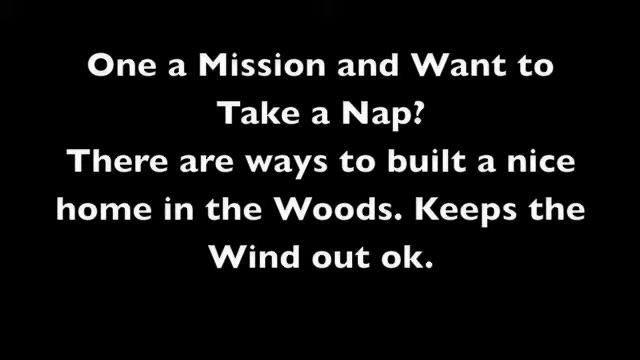 One a Mission and Want to
Take a Nap?
There are ways to built a nice
home in the Woods. Keeps the
Wind out ok.